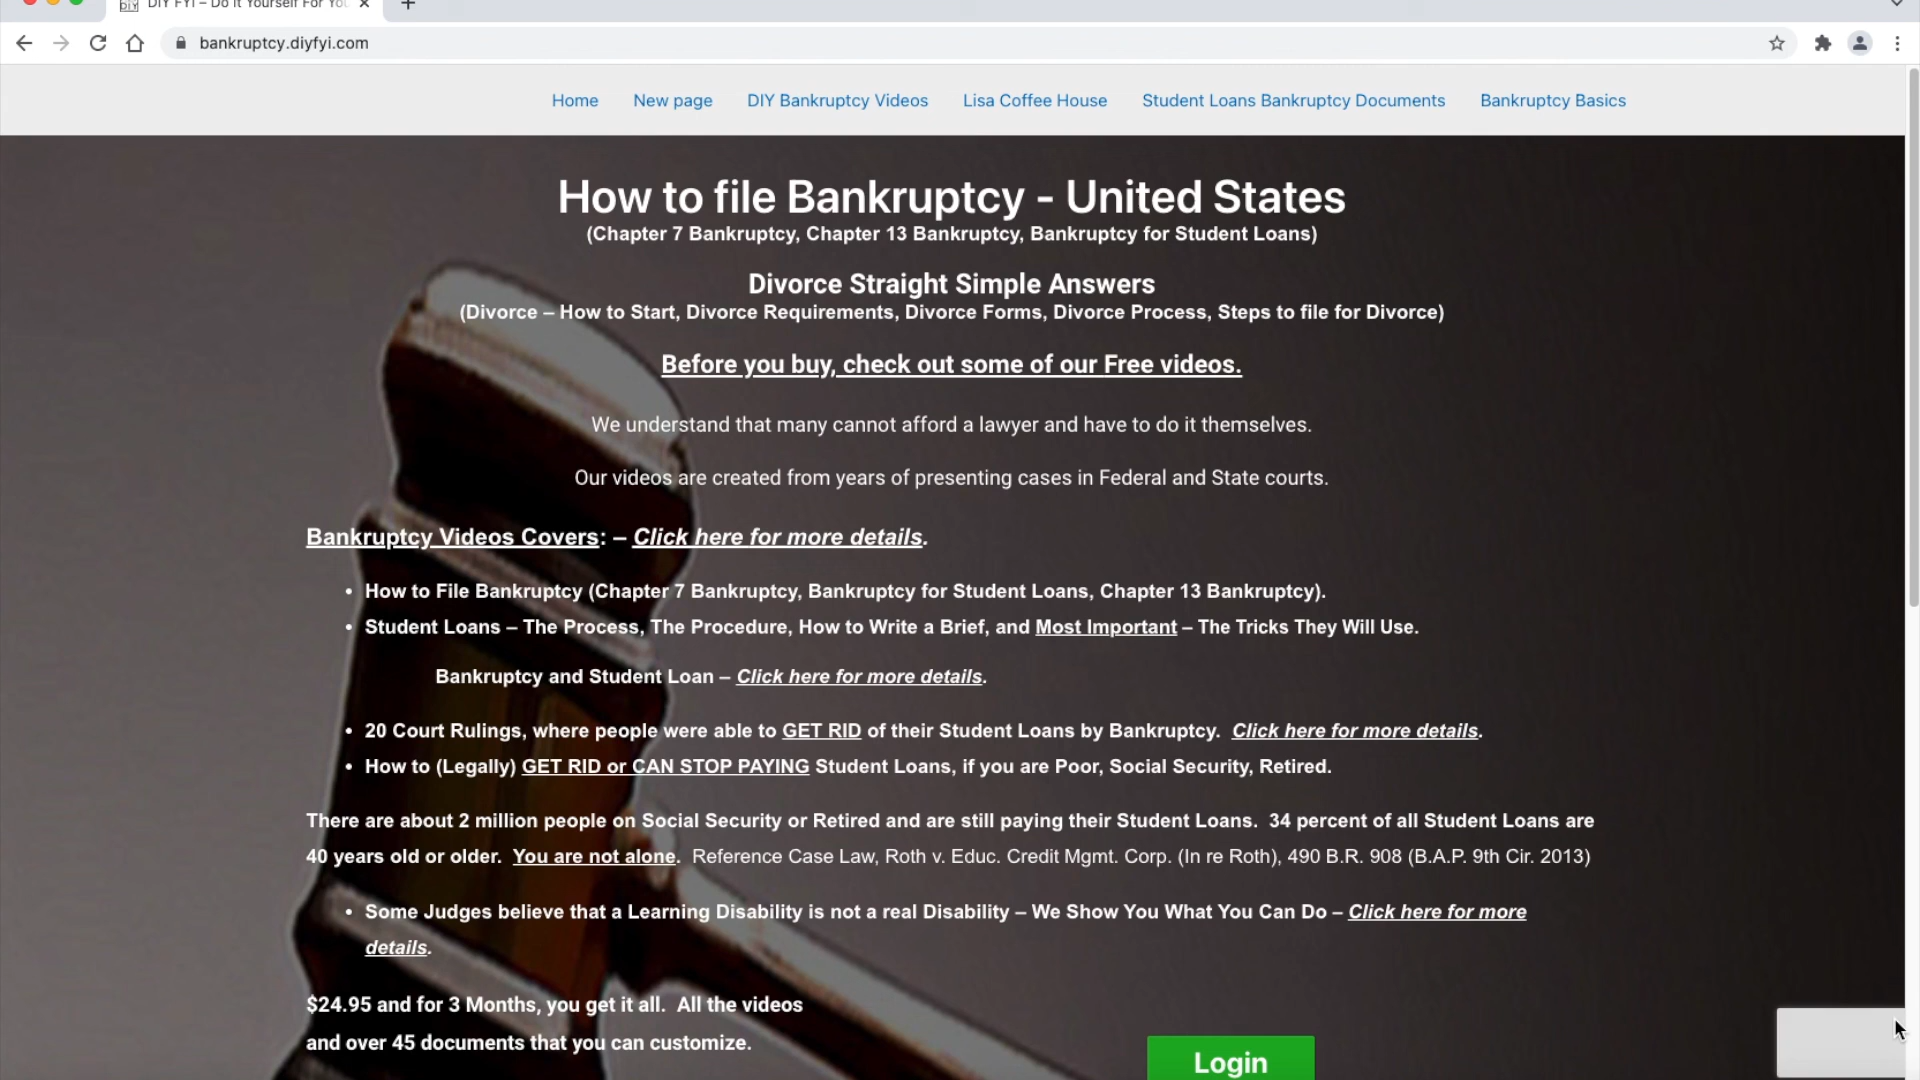 DIY FYI – Do It Yourself For You
bankruptcy.diyfyi.com
Home New page DIY Bankruptcy Videos Lisa Coffee House Student Loans Bankruptcy Documents Bankruptcy Basics
How to file Bankruptcy - United States
(Chapter 7 Bankruptcy, Chapter 13 Bankruptcy, Bankruptcy for Student Loans)
Divorce Straight Simple Answers
(Divorce – How to Start, Divorce Requirements, Divorce Forms, Divorce Process, Steps to file for Divorce)
Before you buy, check out some of our Free videos.
We understand that many cannot afford a lawyer and have to do it themselves.
Our videos are created from years of presenting cases in Federal and State courts.
Bankruptcy Videos Covers: – Click here for more details.
• How to File Bankruptcy (Chapter 7 Bankruptcy, Bankruptcy for Student Loans, Chapter 13 Bankruptcy).
• Student Loans – The Process, The Procedure, How to Write a Brief, and Most Important – The Tricks They Will Use.
Bankruptcy and Student Loan – Click here for more details.
• 20 Court Rulings, where people were able to GET RID of their Student Loans by Bankruptcy. Click here for more details.
• How to (Legally) GET RID or CAN STOP PAYING Student Loans, if you are Poor, Social Security, Retired.
There are about 2 million people on Social Security or Retired and are still paying their Student Loans. 34 percent of all Student Loans are
40 years old or older. You are not alone. Reference Case Law, Roth v. Educ. Credit Mgmt. Corp. (In re Roth), 490 B.R. 908 (B.A.P. 9th Cir. 2013)
• Some Judges believe that a Learning Disability is not a real Disability – We Show You What You Can Do – Click here for more
details.
$24.95 and for 3 Months, you get it all. All the videos
and over 45 documents that you can customize.
Login